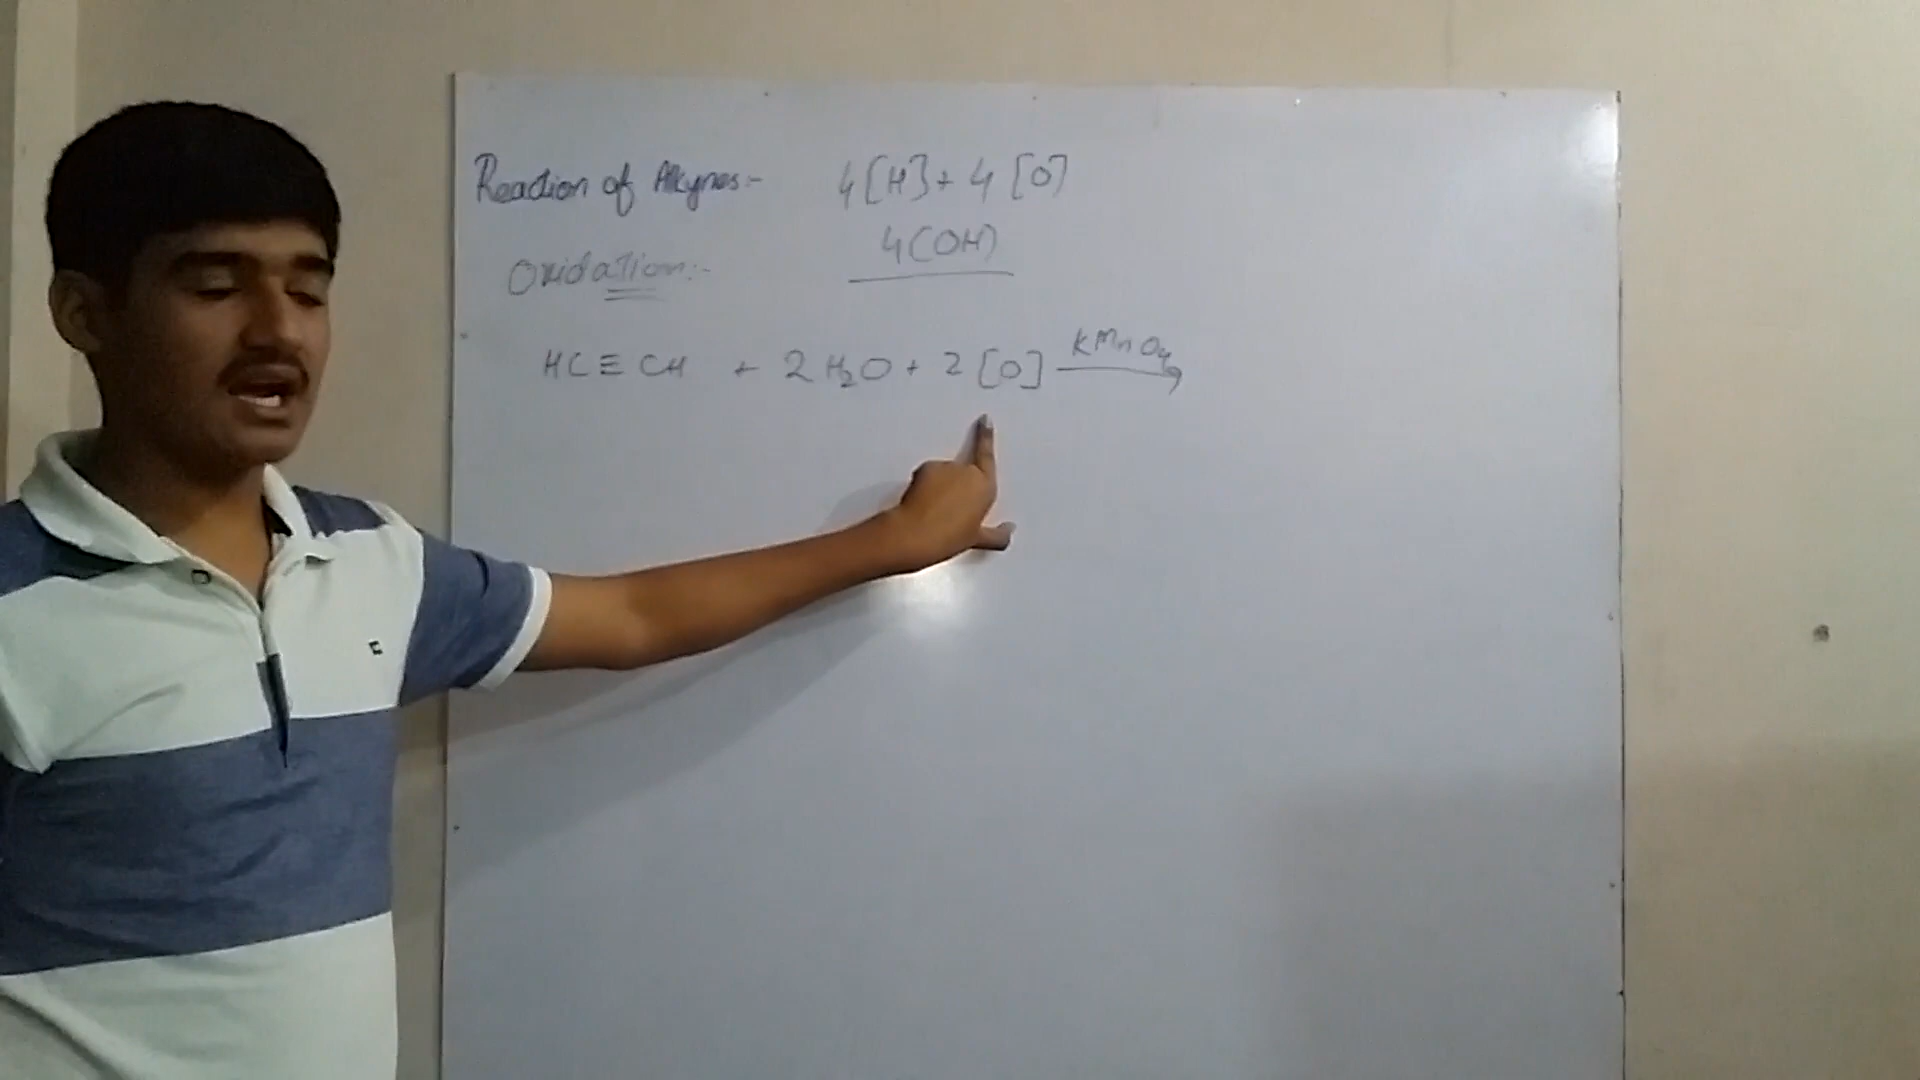 Reaction of Alkynes:- 4[H]+ 4 [O]
4(OH)
Oxidation:-
HC≡CH + 2H₂O + 2[O] KMnO₄ →